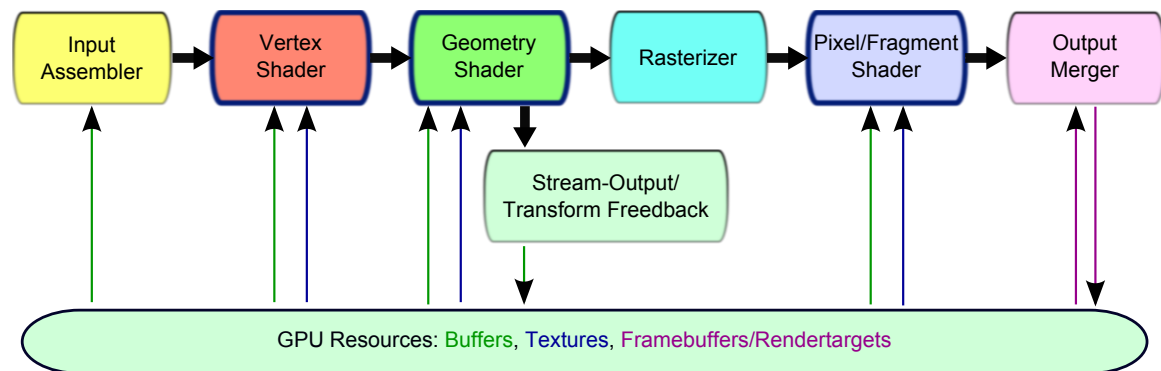 Input
Assembler
Vertex
Shader
Geometry
Shader
Rasterizer
Pixel/Fragment
Shader
Output
Merger
Stream-Output/
Transform Freedback
GPU Resources: Buffers, Textures, Framebuffers/Rendertargets